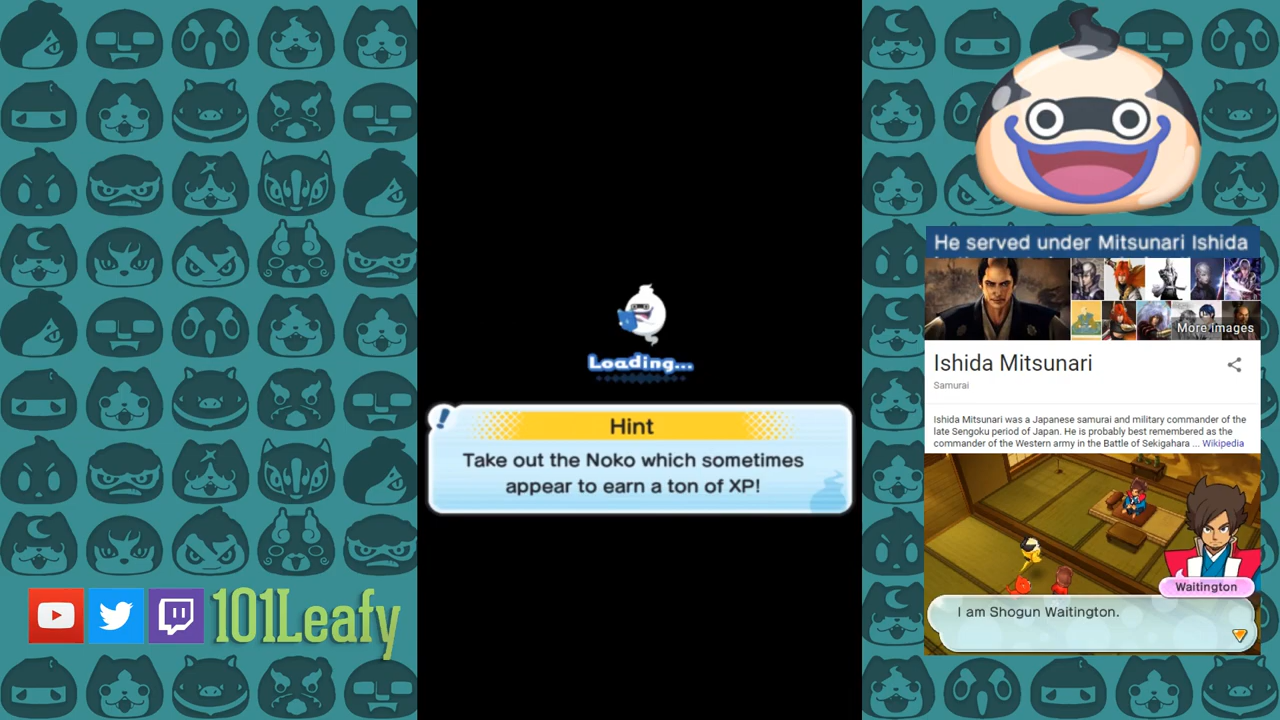 Loading...
Hint
Take out the Noko which sometimes
appear to earn a ton of XP!
101Leafy
He served under Mitsunari Ishida
More Images
Ishida Mitsunari
Samurai
Ishida Mitsunari was a Japanese samurai and military commander of the
late Sengoku period of Japan. He is probably best remembered as the
commander of the Western army in the Battle of Sekigahara ... Wikipedia
Waitington
I am Shogun Waitington.